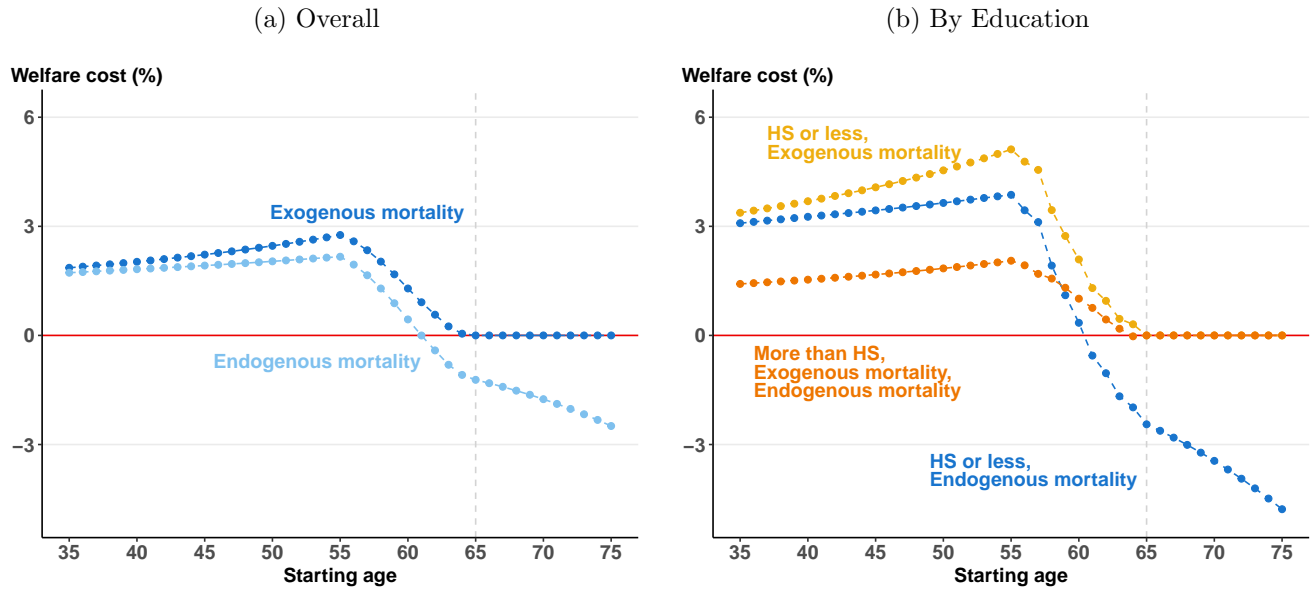 (a) Overall
Welfare cost (%)
6
3
0
−3
Exogenous mortality
Endogenous mortality
35 40 45 50 55 60 65 70 75
Starting age
(b) By Education
Welfare cost (%)
6
3
0
−3
HS or less,
Exogenous mortality
More than HS,
Exogenous mortality,
Endogenous mortality
HS or less,
Endogenous mortality
35 40 45 50 55 60 65 70 75
Starting age